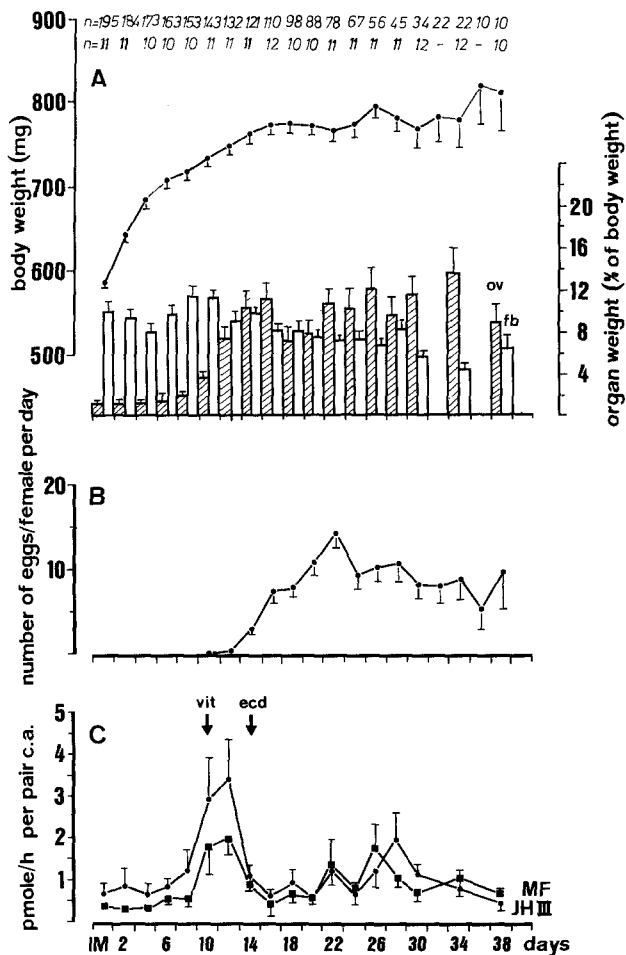 n=195 184 173 163 153 143 132 121 110 98 88 78 67 56 45 34 22 22 10 10
n=11 11 10 10 10 11 11 11 12 10 10 11 11 11 11 12 - 12 - 10
A
900
800
700
600
500
body weight (mg)
20
16
12
8
4
organ weight (% of body weight)
ov
fb
B
20
10
number of eggs/female per day
C
vit
ecd
5
4
3
2
1
pmole/h per pair c.a.
MF
JH III
IM 2 6 10 14 18 22 26 30 34 38 days